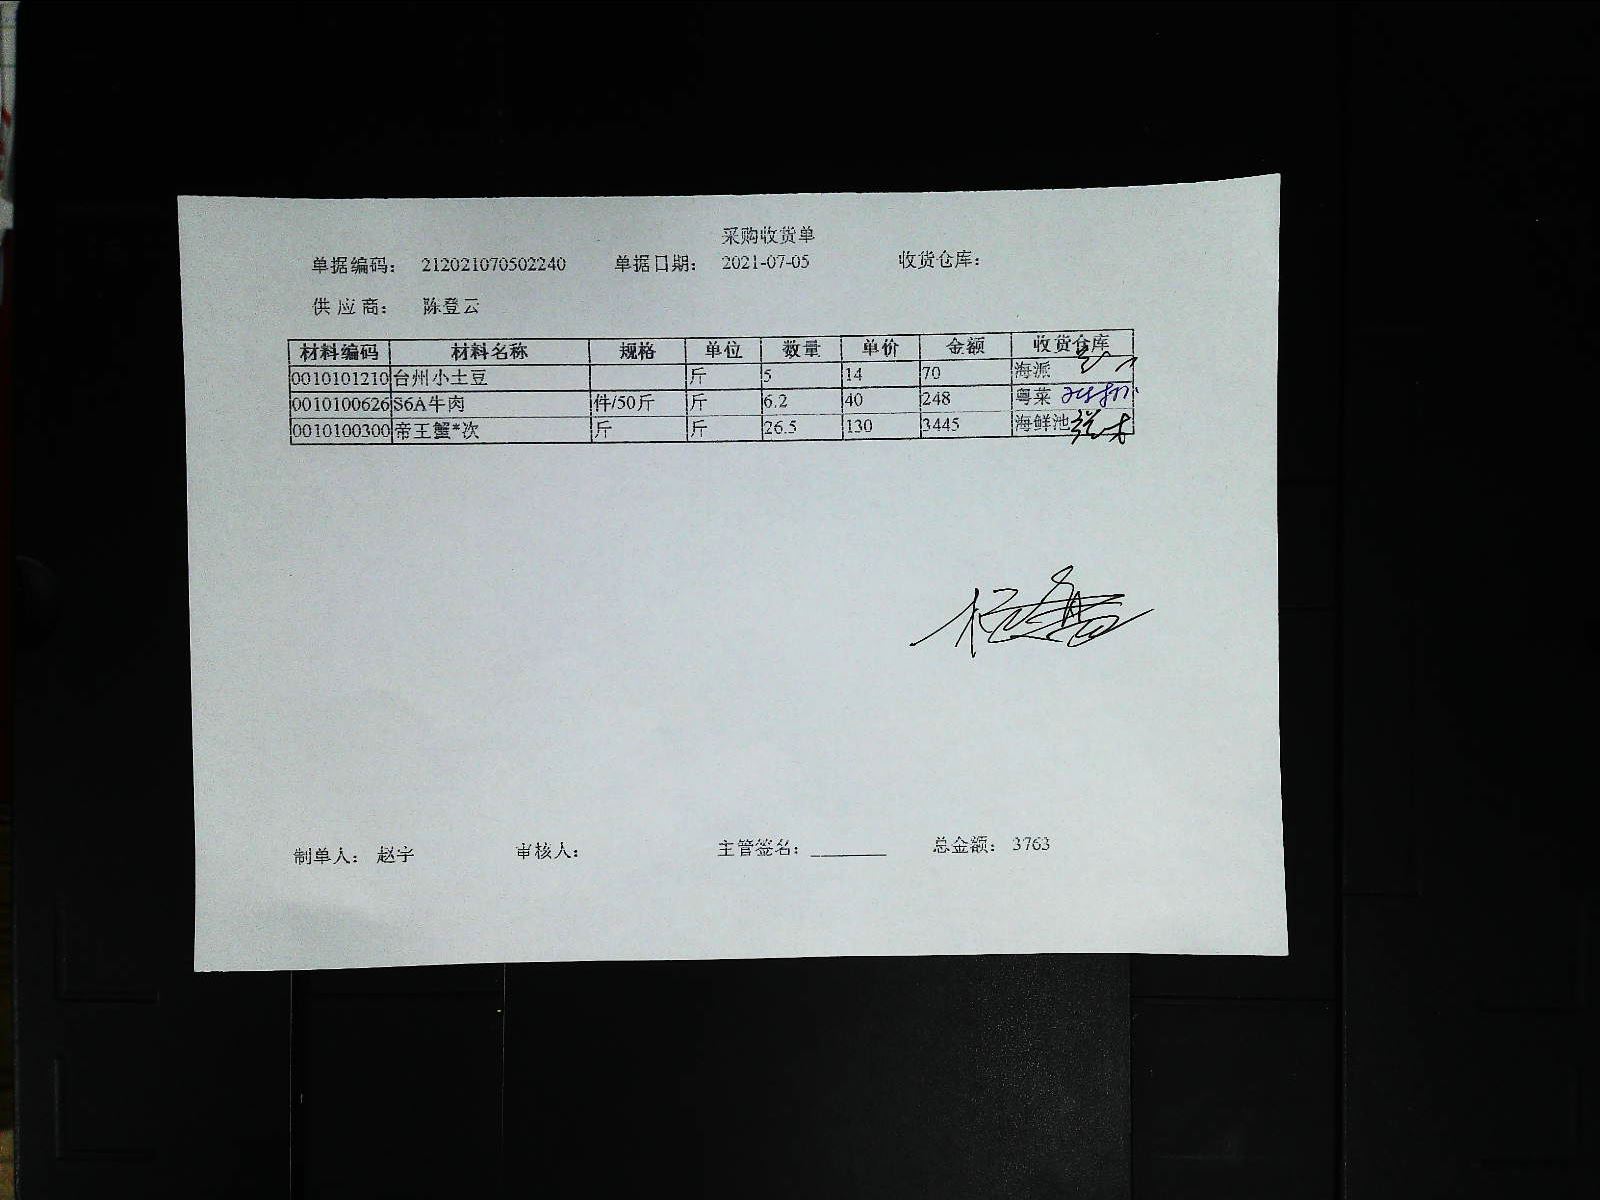 采购收货单
单据编码： 212021070502240 单据日期： 2021-07-05 收货仓库：
供应商： 陈登云
材料编码 材料名称 规格 单位 数量 单价 金额 收货仓库
0010101210 台州小土豆 斤 5 14 70 海派
0010100626 S6A牛肉 件/50斤 斤 6.2 40 248 粤菜
0010100300 帝王蟹*次 斤 斤 26.5 130 3445 海鲜池
制单人： 赵宇 审核人： 主管签名： 总金额： 3763